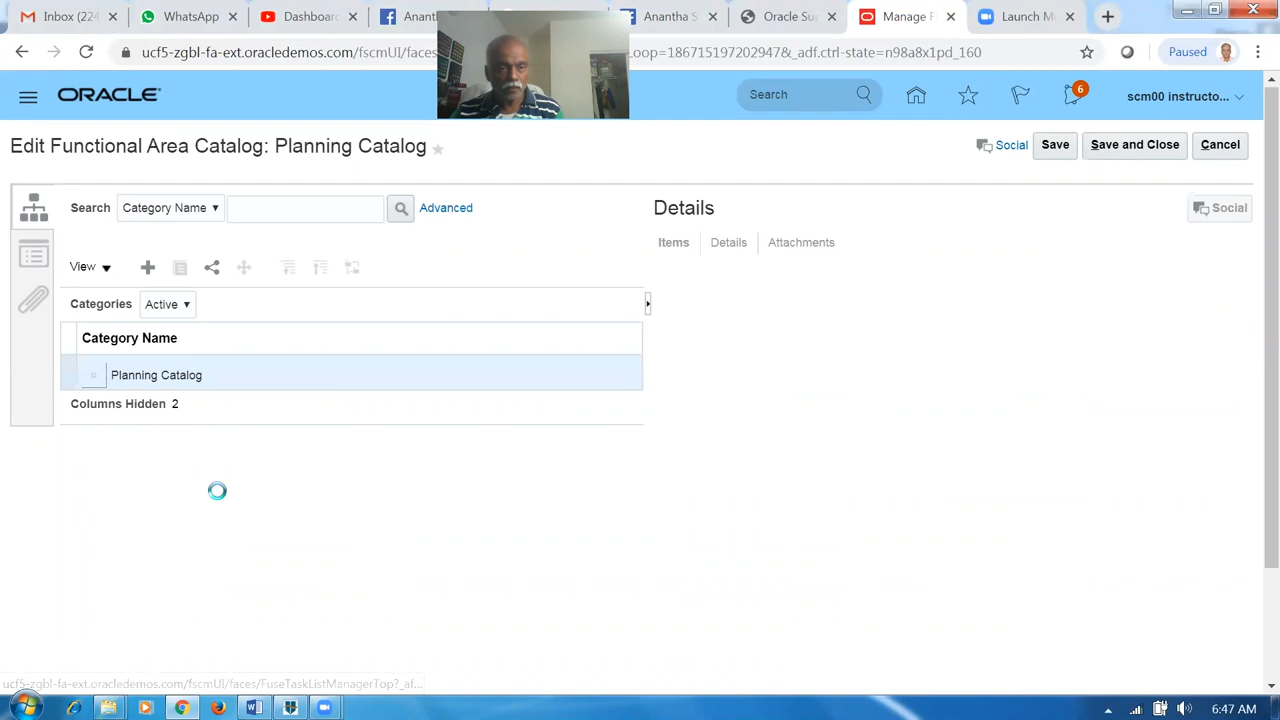 Inbox (224
WhatsApp
Dashboard
Anantha
Anantha S
Oracle Su
Manage F
Launch M
ucf5-zgbl-fa-ext.oracledemos.com/fscmUI/faces
oop=186715197202947&_adf.ctrl-state=n98a8x1pd_160
Paused
ORACLE
Search
6
scm00 instructo...
Edit Functional Area Catalog: Planning Catalog
Social
Save
Save and Close
Cancel
Search
Category Name
Advanced
Details
Social
Items
Details
Attachments
View
Categories
Active
Category Name
Planning Catalog
Columns Hidden 2
ucf5-zgbl-fa-ext.oracledemos.com/fscmUI/faces/FuseTaskListManagerTop?_af...
6:47 AM